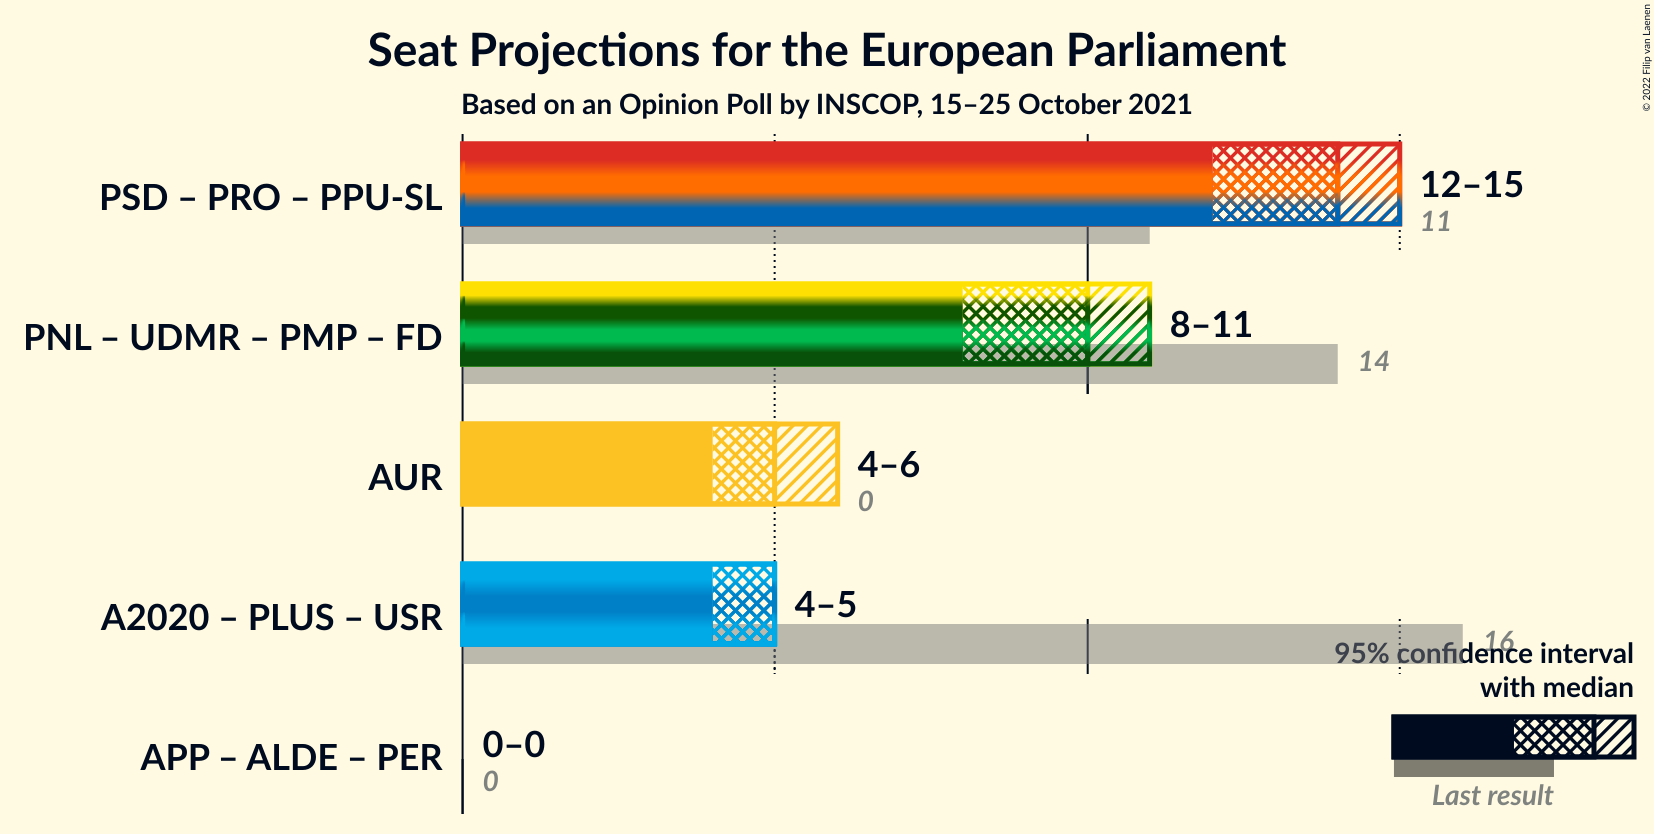 Seat Projections for the European Parliament
Based on an Opinion Poll by INSCOP, 15–25 October 2021
© 2022 Filip van Laenen
PSD – PRO – PPU-SL
12–15
11
PNL – UDMR – PMP – FD
8–11
14
AUR
4–6
0
A2020 – PLUS – USR
4–5
16
95% confidence interval
with median
Last result
APP – ALDE – PER
0–0
0